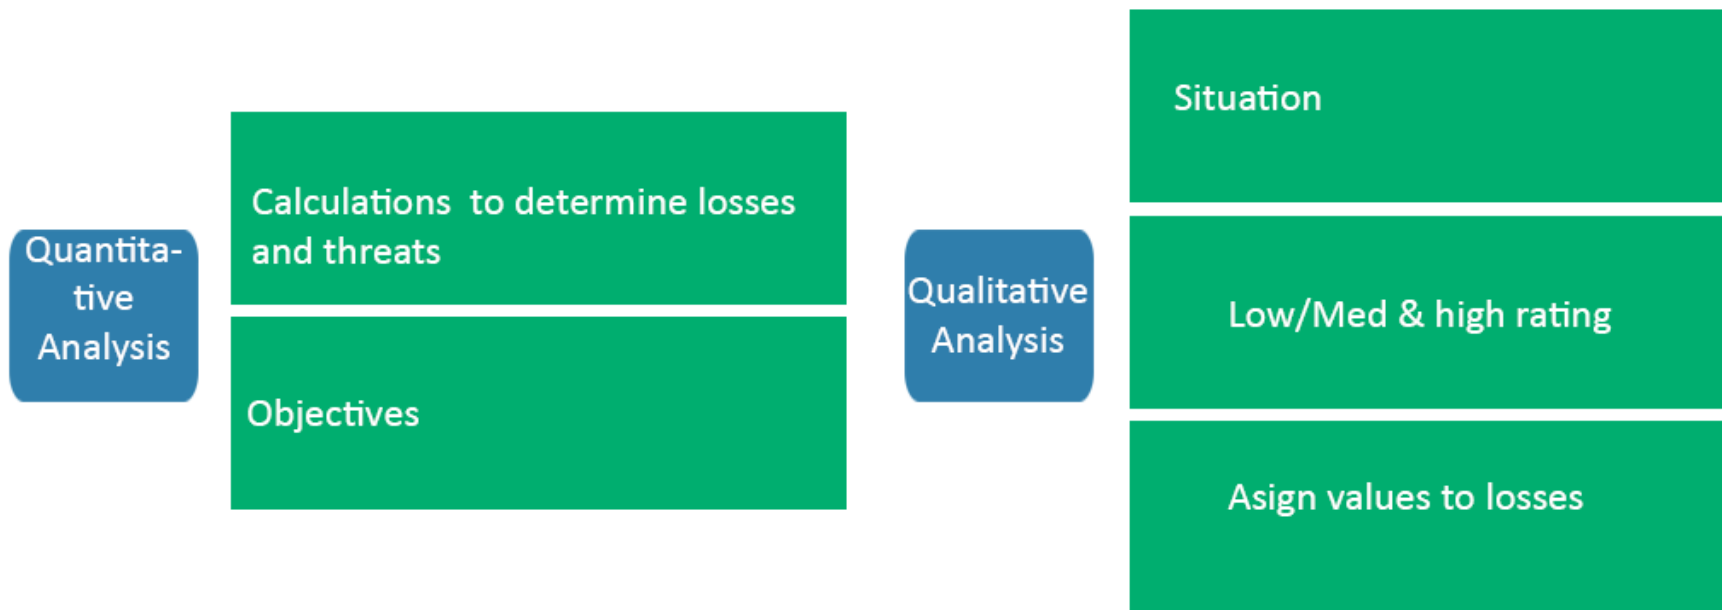 Quantita-
tive
Analysis
Calculations  to determine losses
and threats
Objectives
Qualitative
Analysis
Situation
Low/Med & high rating
Asign values to losses